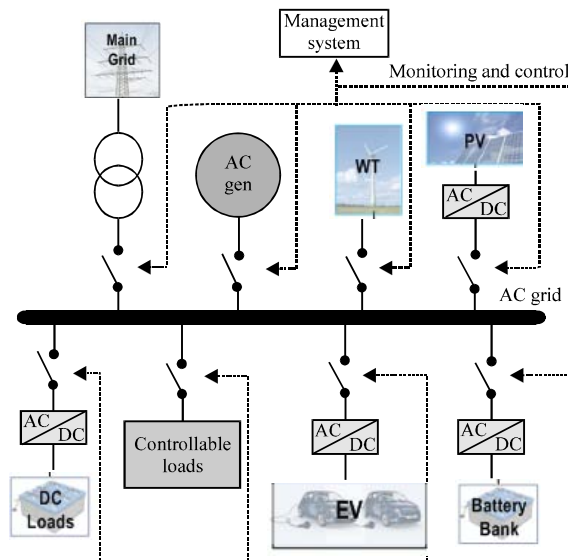 Management
system
Main
Grid
Monitoring and control
AC
gen
WT
PV
AC
DC
AC grid
AC
DC
AC
DC
AC
DC
Controllable
loads
DC
Loads
EV
Battery
Bank